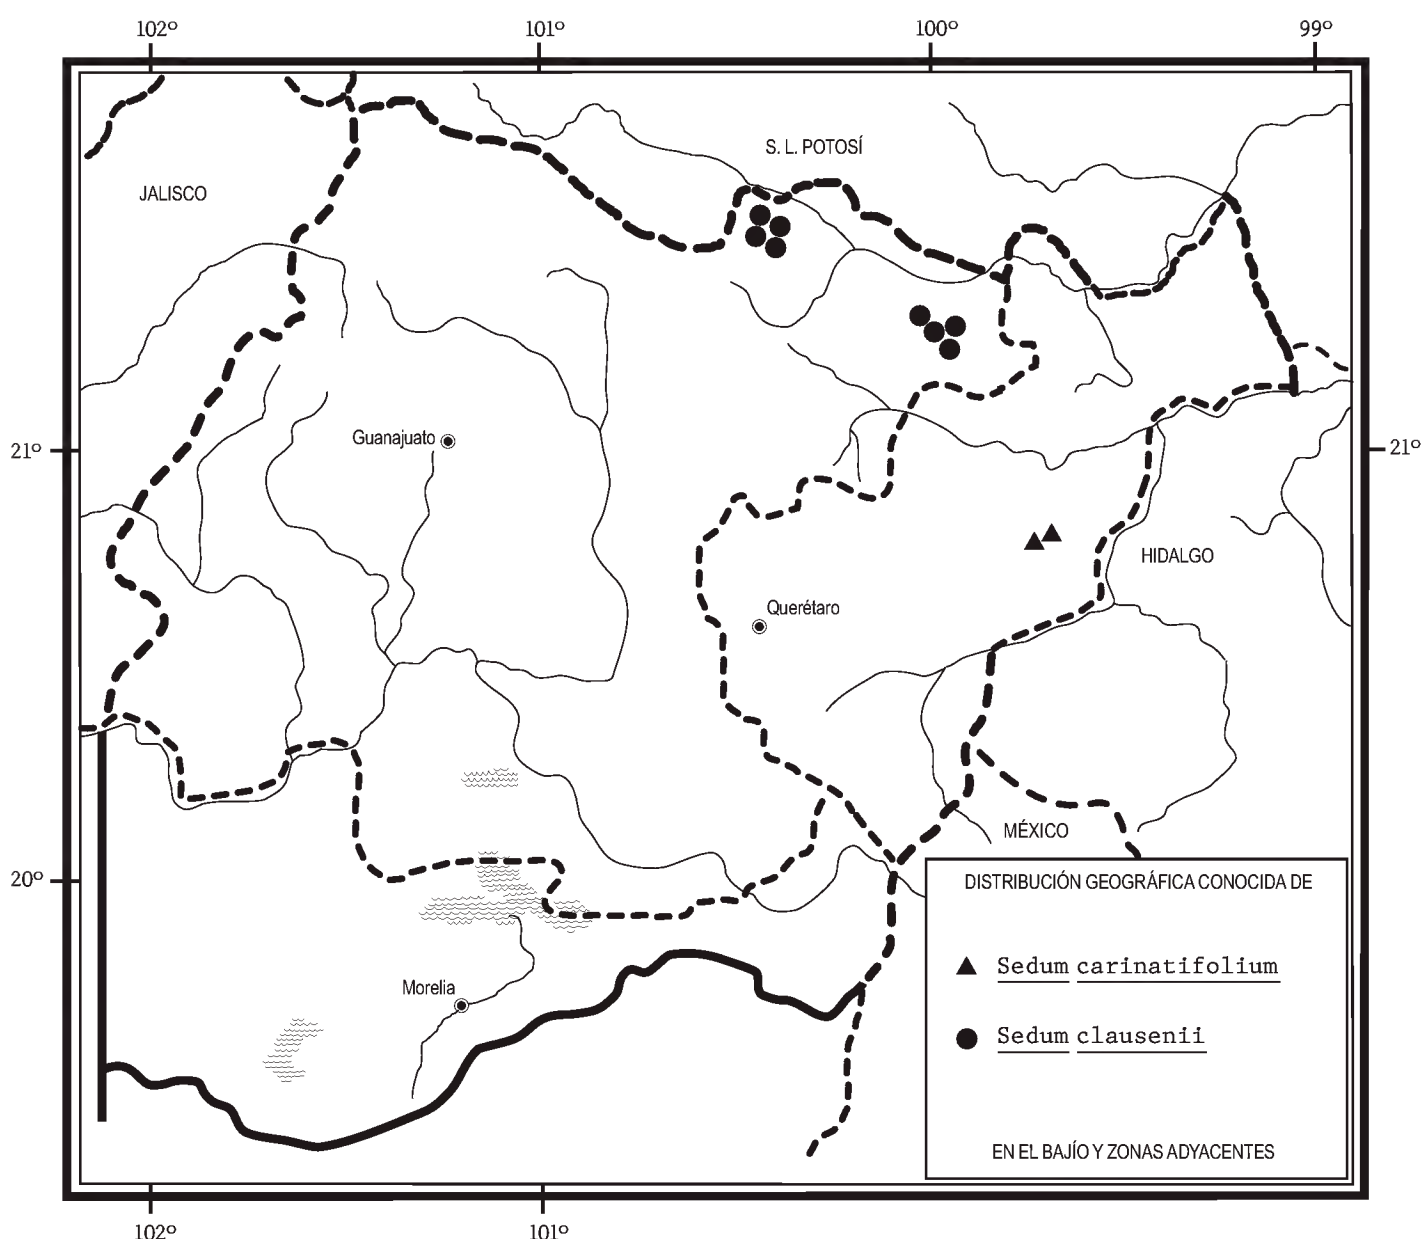 102º 101º 100º 99º
S. L. POTOSÍ
JALISCO
Guanajuato
21º 21º
HIDALGO
Querétaro
MÉXICO
20º
DISTRIBUCIÓN GEOGRÁFICA CONOCIDA DE
Sedum carinatifolium
Morelia
Sedum clausenii
EN EL BAJÍO Y ZONAS ADYACENTES
102º 101º